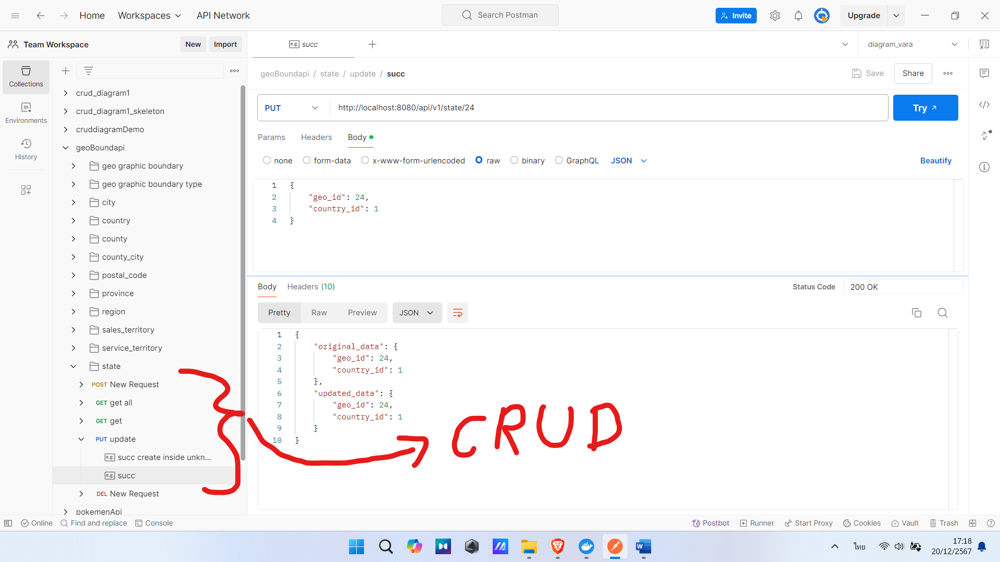 Home Workspaces API Network Search Postman Invite Upgrade
Team Workspace New Import e.g. succ diagram_vara
geoBoundapi / state / update / succ Save Share
Collections
Environments
History
crud_diagram1
crud_diagram1_skeleton
cruddiagramDemo
geoBoundapi
geo graphic boundary
geo graphic boundary type
city
country
county
county_city
postal_code
province
region
sales_territory
service_territory
state
POST New Request
GET get all
GET get
PUT update
e.g. succ create inside unkn...
e.g. succ
DEL New Request
pokemenApi
PUT http://localhost:8080/api/v1/state/24 Try
Params Headers Body
none form-data x-www-form-urlencoded raw binary GraphQL JSON Beautify
1 {
2 "geo_id": 24,
3 "country_id": 1
4 }
Body Headers (10) Status Code 200 OK
Pretty Raw Preview JSON
1 {
2 "original_data": {
3 "geo_id": 24,
4 "country_id": 1
5 },
6 "updated_data": {
7 "geo_id": 24,
8 "country_id": 1
9 }
10 }
CRUD
Online Find and replace Console Postbot Runner Start Proxy Cookies Vault Trash
ไทย 17:18
20/12/2567